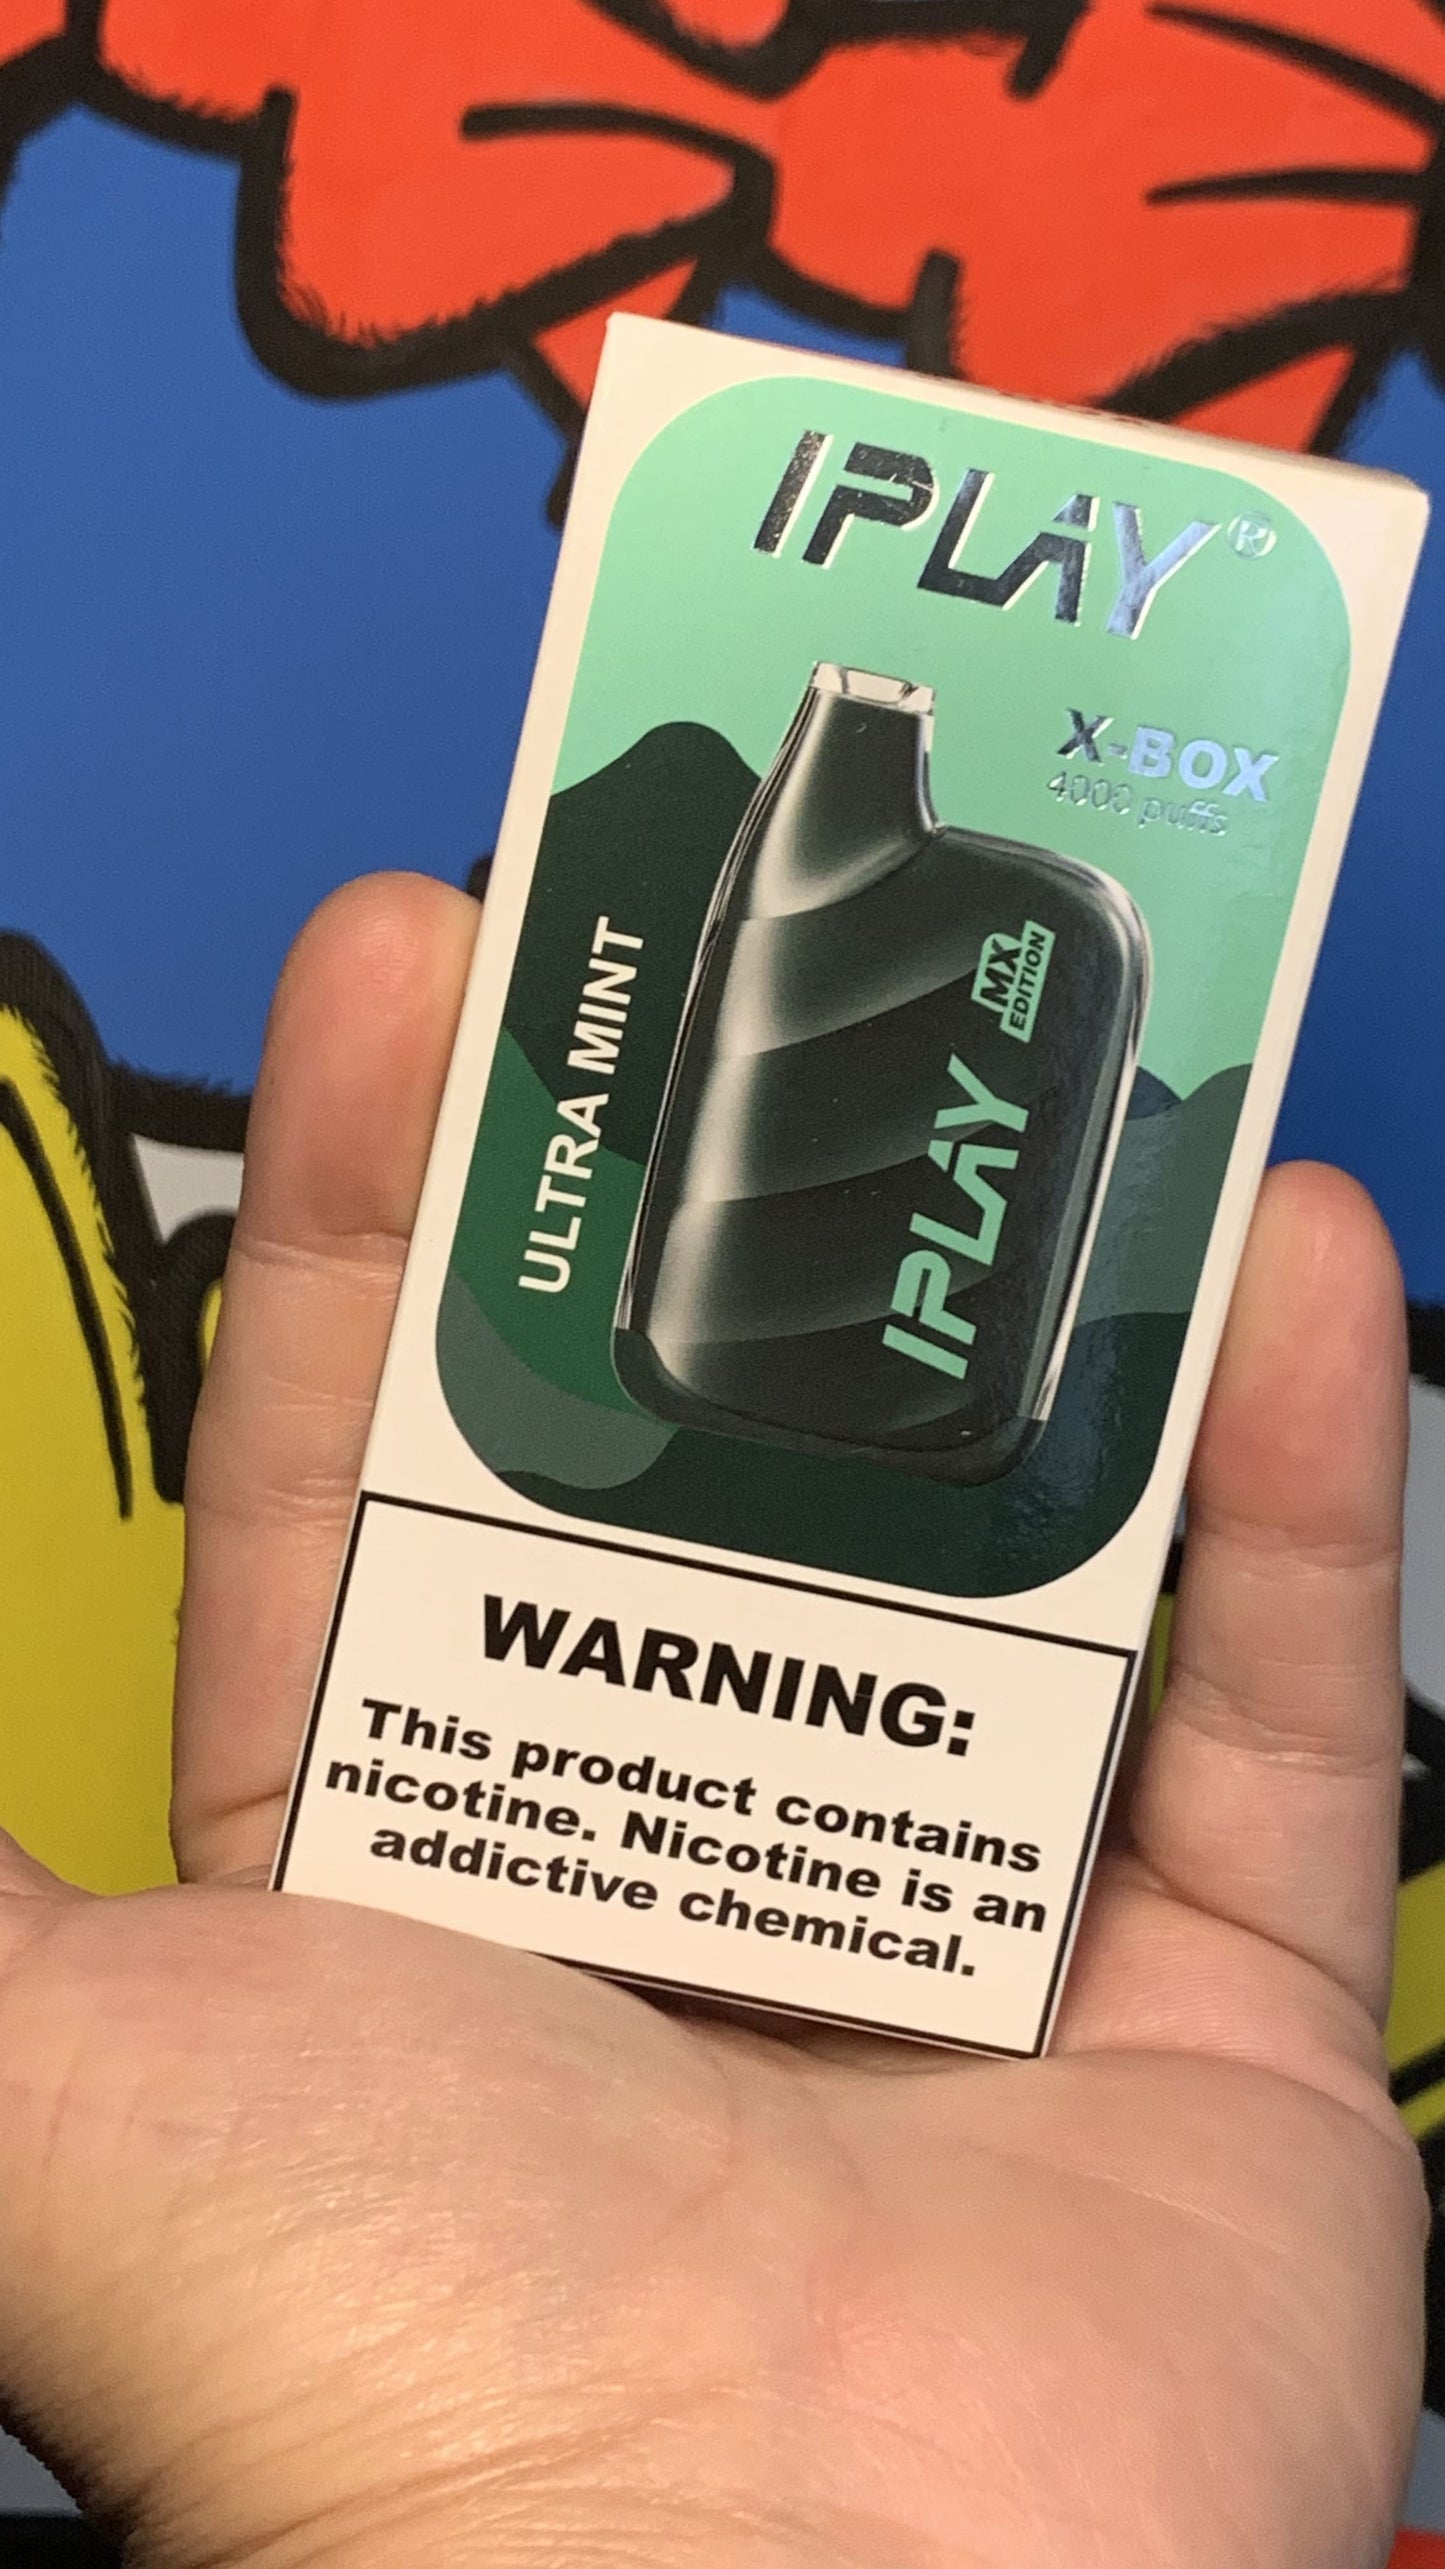 IPLAY®
X-BOX
4000 puffs
ULTRA MINT
IPLAY
MX
EDITION
WARNING:
This product contains
nicotine. Nicotine is an
addictive chemical.